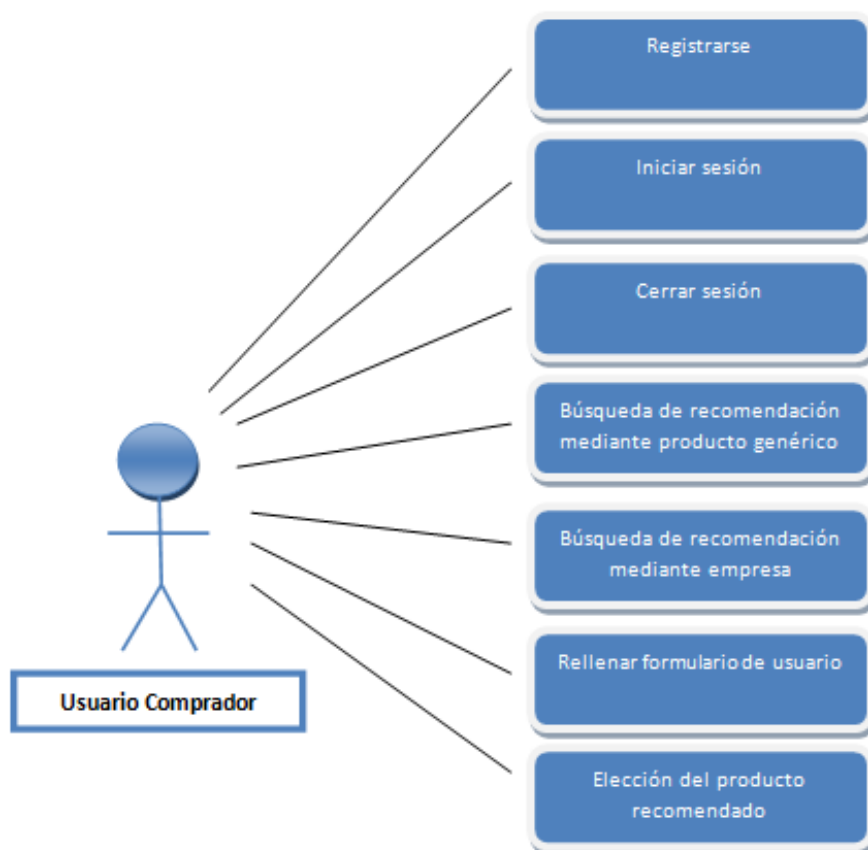 Registrarse
Iniciar sesión
Cerrar sesión
Búsqueda de recomendación
mediante producto genérico
Búsqueda de recomendación
mediante empresa
Rellenar formulario de usuario
Usuario Comprador
Elección del producto
recomendado